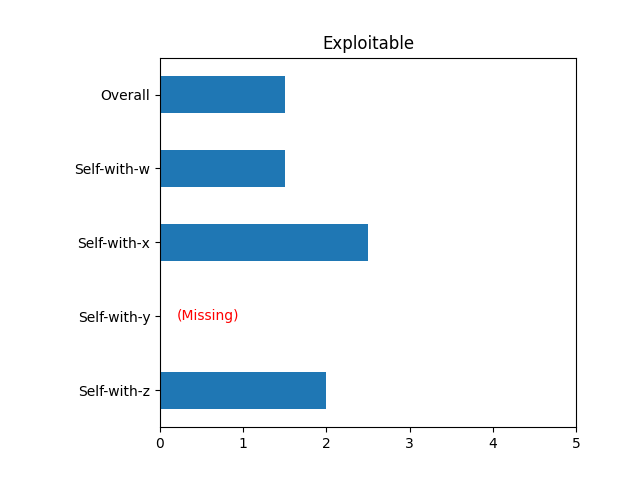 Exploitable
Overall
Self-with-w
Self-with-x
Self-with-y
(Missing)
Self-with-z
0 1 2 3 4 5